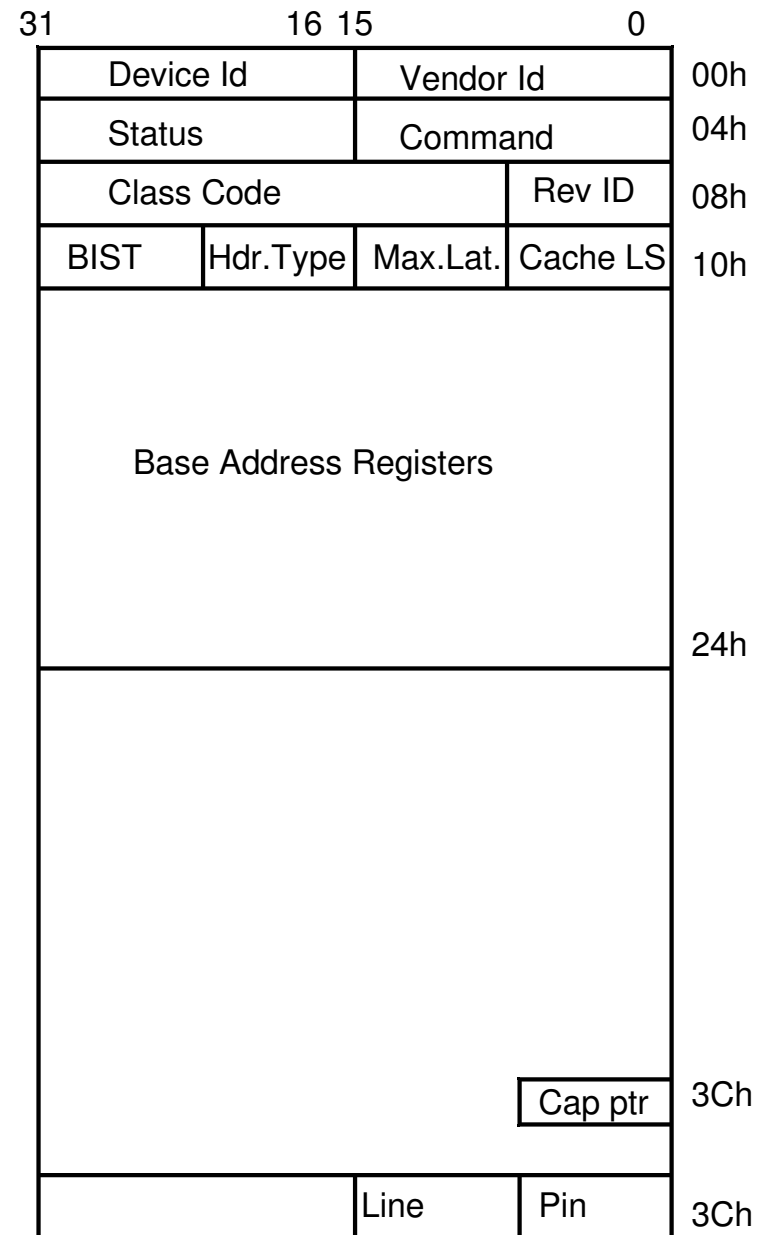 31 16 15 0
Device Id Vendor Id 00h
Status Command 04h
Class Code Rev ID 08h
BIST Hdr.Type Max.Lat. Cache LS 10h
Base Address Registers
24h
Cap ptr 3Ch
Line Pin 3Ch